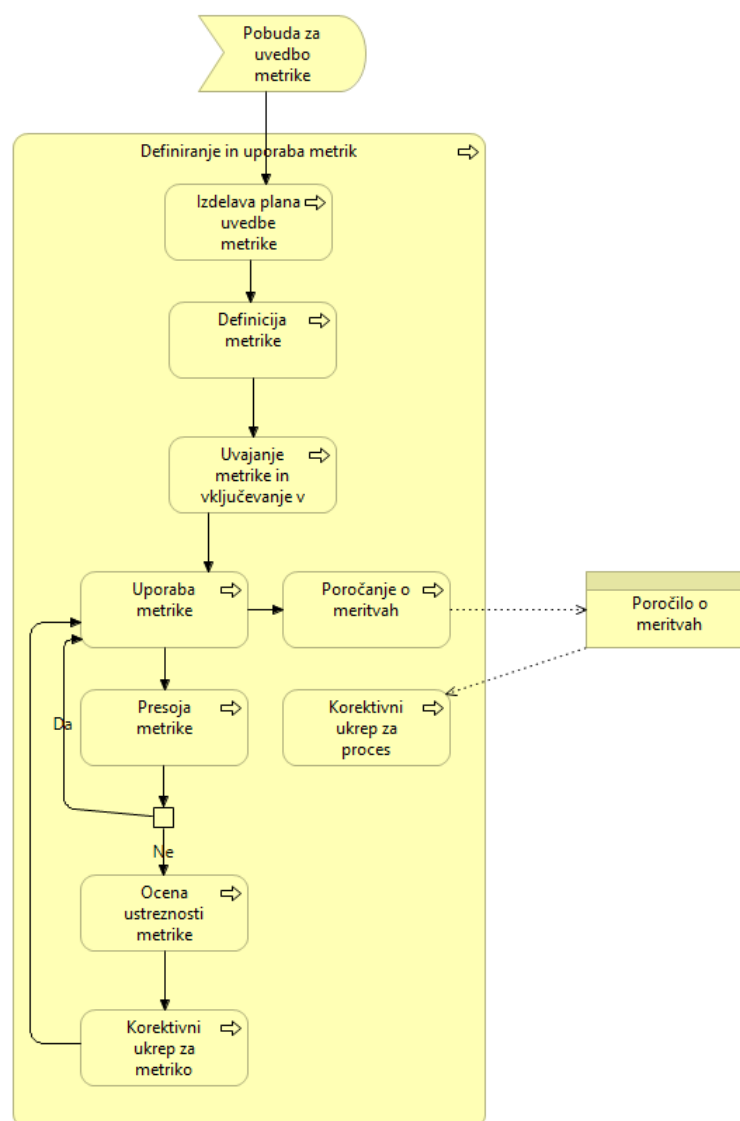 Pobuda za
uvedbo
metrike
Definiranje in uporaba metrik
Izdelava plana
uvedbe
metrike
Definicija
metrike
Uvajanje
metrike in
vključevanje v
Uporaba
metrike
Poročanje o
meritvah
Poročilo o
meritvah
Presoja
metrike
Korektivni
ukrep za
proces
Da
Ne
Ocena
ustreznosti
metrike
Korektivni
ukrep za
metriko